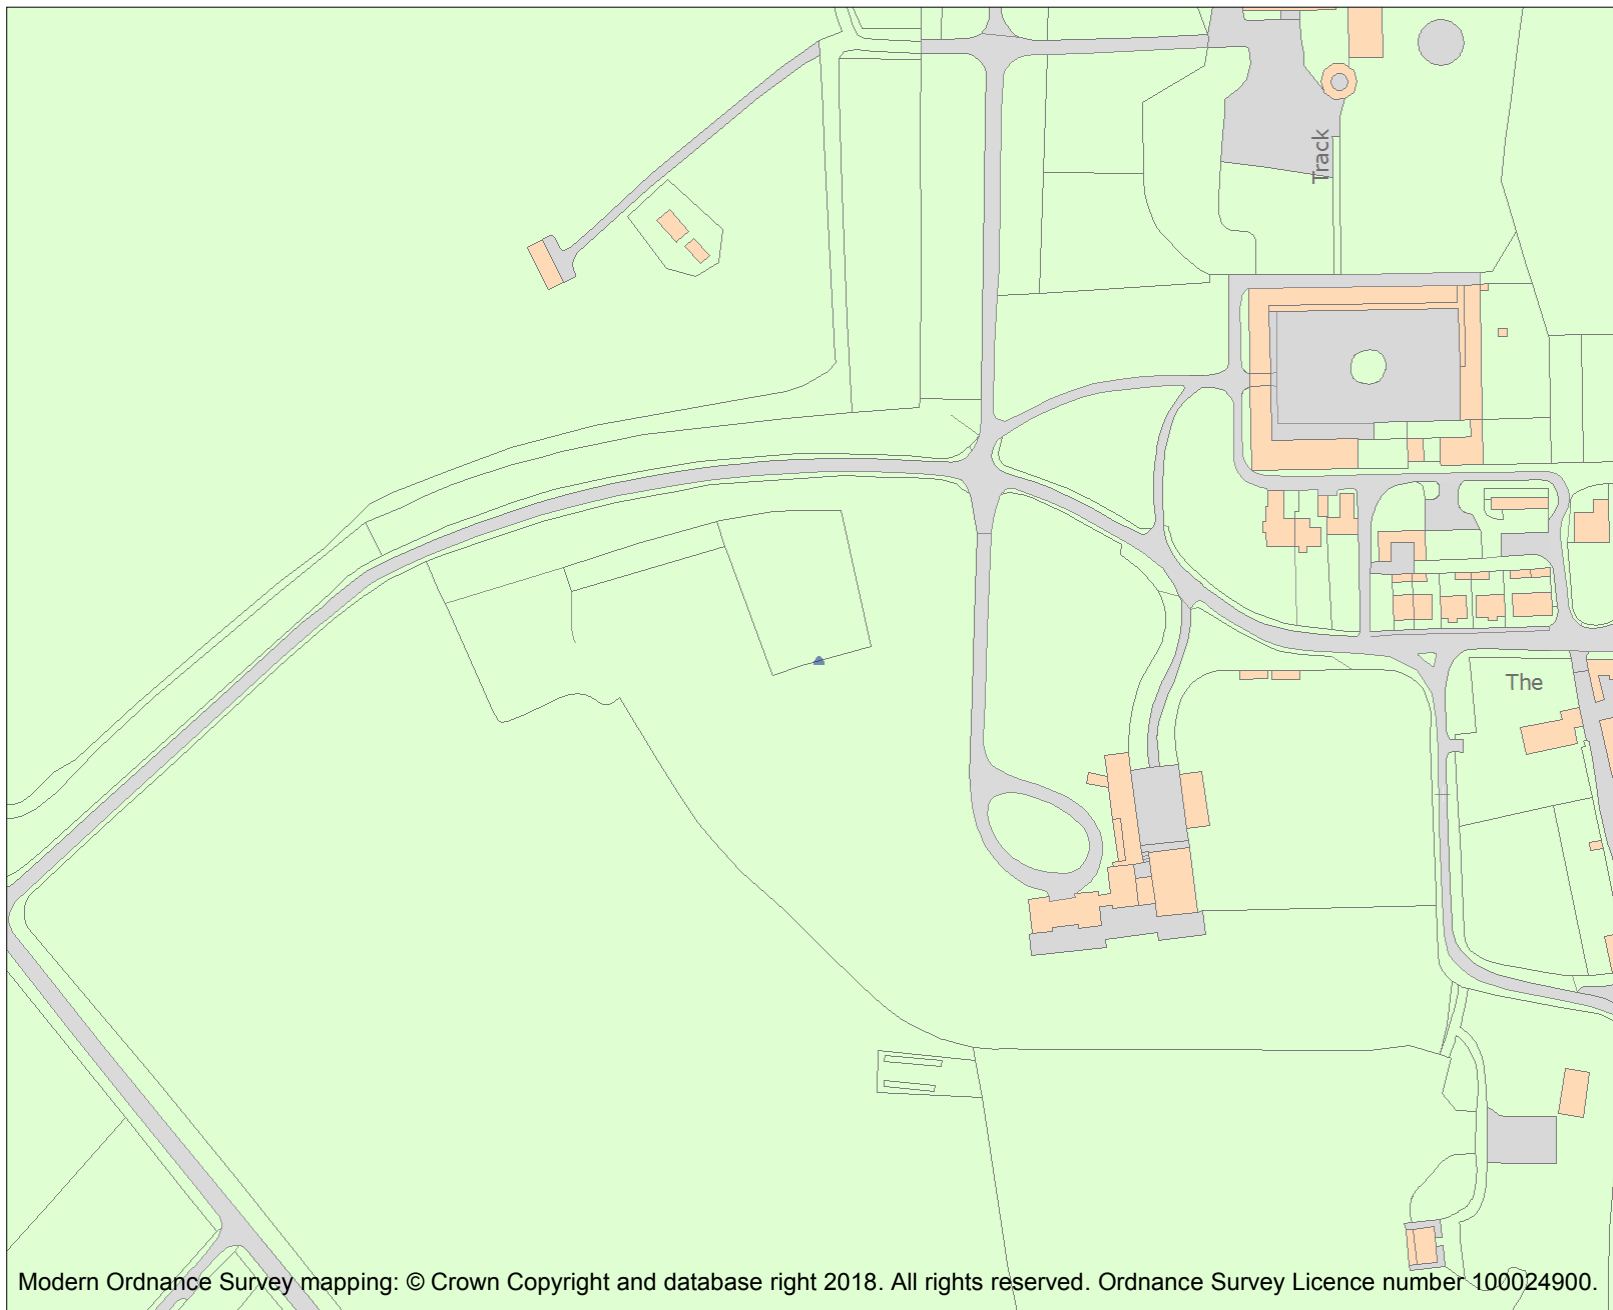 Track
The
Modern Ordnance Survey mapping: © Crown Copyright and database right 2018. All rights reserved. Ordnance Survey Licence number 100024900.